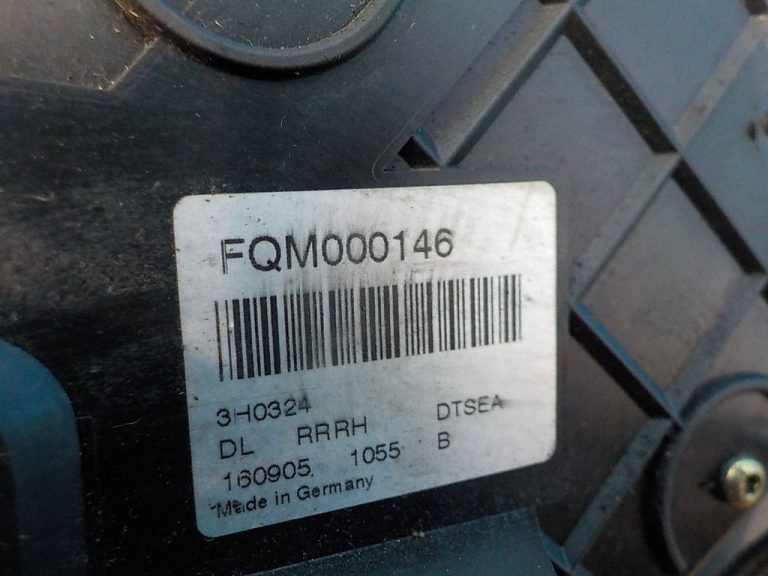 FQM000146
3H0324 DTSEA
DL RRRH
160905. 1055 B
Made in Germany